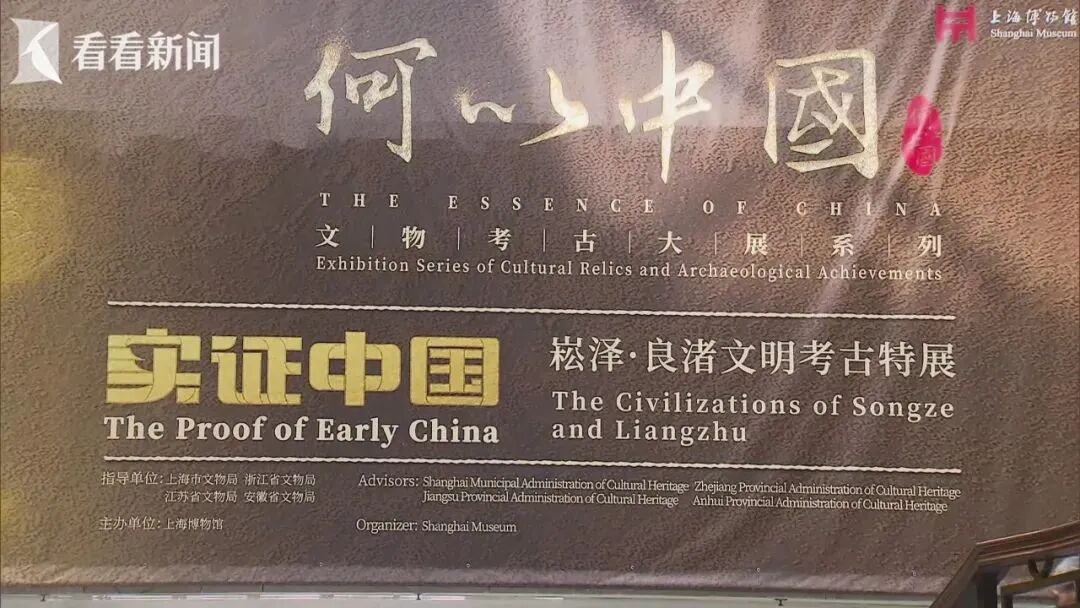 看看新闻
上海博物馆
Shanghai Museum
何以中國
THE ESSENCE OF CHINA
文|物|考|古|大|展|系|列
Exhibition Series of Cultural Relics and Archaeological Achievements
实证中国
The Proof of Early China
崧泽·良渚文明考古特展
The Civilizations of Songze
and Liangzhu
指导单位:上海市文物局 浙江省文物局
江苏省文物局 安徽省文物局
Advisors: Shanghai Municipal Administration of Cultural Heritage Zhejiang Provincial Administration of Cultural Heritage
Jiangsu Provincial Administration of Cultural Heritage Anhui Provincial Administration of Cultural Heritage
主办单位:上海博物馆
Organizer: Shanghai Museum